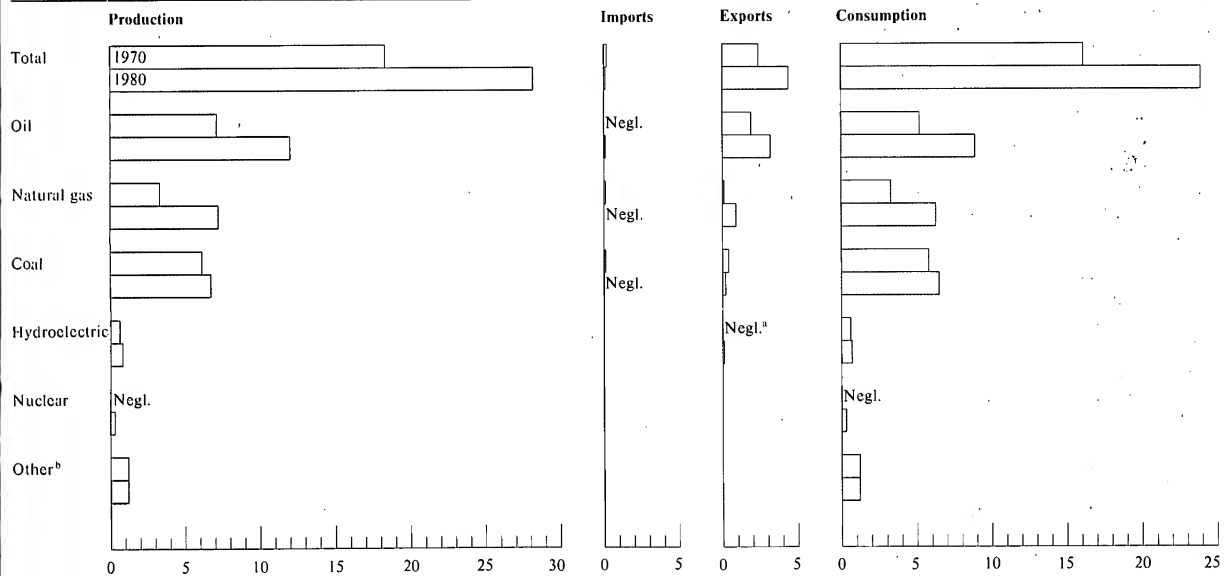 Production Imports Exports Consumption
Total
1970
1980
Oil Negl.
Natural gas
Negl.
Coal
Negl.
Hydroelectric Negl.ᵃ
Nuclear Negl. Negl.
Otherᵇ
0 5 10 15 20 25 30 0 5 0 5 0 5 10 15 20 25